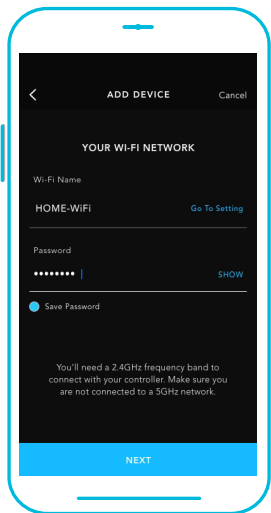 ADD DEVICE Cancel
YOUR WI-FI NETWORK
Wi-Fi Name
HOME-WiFi Go To Setting
Password
•••••••• SHOW
Save Password
You'll need a 2.4GHz frequency band to
connect with your controller. Make sure you
are not connected to a 5GHz network.
NEXT